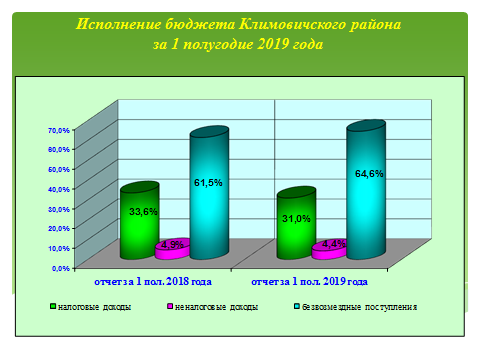 Исполнение бюджета Климовичского района
за 1 полугодие 2019 года
70,0%
60,0%
50,0%
40,0%
30,0%
20,0%
10,0%
0,0%
33,6%
4,9%
61,5%
31,0%
4,4%
64,6%
отчет за 1 пол. 2018 года
отчет за 1 пол. 2019 года
налоговые доходы
неналоговые доходы
безвозмездные поступления